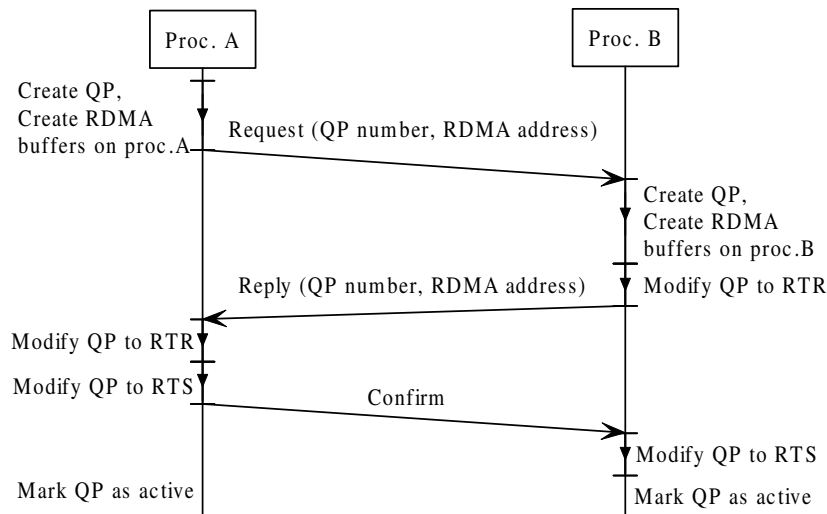 Proc. A
Proc. B
Create QP,
Create RDMA
buffers on proc.A
Request (QP number, RDMA address)
Create QP,
Create RDMA
buffers on proc.B
Modify QP to RTR
Reply (QP number, RDMA address)
Modify QP to RTR
Modify QP to RTS
Confirm
Modify QP to RTS
Mark QP as active
Mark QP as active